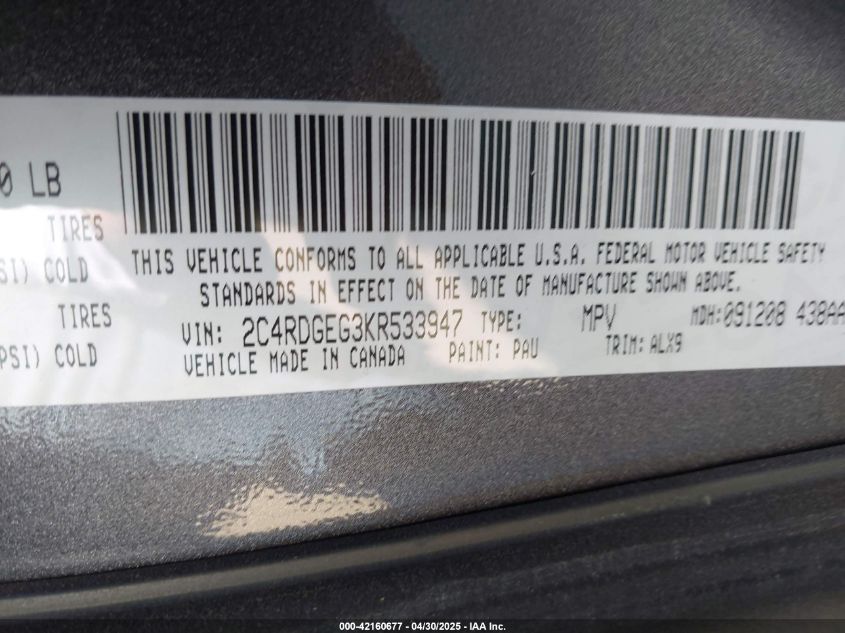 0 LB
TIRES
SI) COLD
TIRES
PSI) COLD
THIS VEHICLE CONFORMS TO ALL APPLICABLE U.S.A. FEDERAL MOTOR VEHICLE SAFETY
STANDARDS IN EFFECT ON THE DATE OF MANUFACTURE SHOWN ABOVE.
VIN: 2C4RDGEG3KR533947 TYPE: MPV MDH:091208 438AA
VEHICLE MADE IN CANADA PAINT: PAU TRIM: ALX9
000-42160677 - 04/30/2025 - IAA Inc.